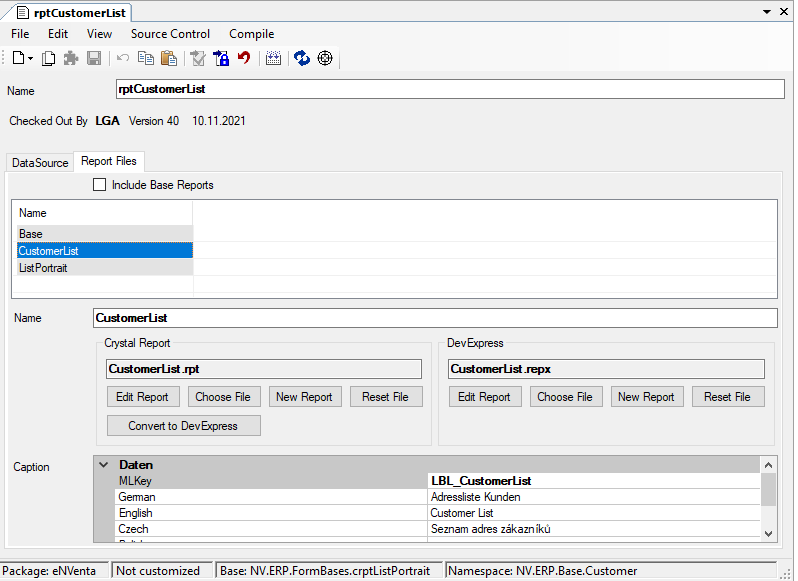 rptCustomerList
File Edit View Source Control Compile
Name rptCustomerList
Checked Out By LGA Version 40 10.11.2021
DataSource Report Files
Include Base Reports
Name
Base
CustomerList
ListPortrait
Name CustomerList
Crystal Report DevExpress
CustomerList.rpt CustomerList.repx
Edit Report Choose File New Report Reset File Edit Report Choose File New Report Reset File
Convert to DevExpress
Caption Daten
MLKey LBL_CustomerList
German Adressliste Kunden
English Customer List
Czech Seznam adres zákazníků
Package: eNVenta Not customized Base: NV.ERP.FormBases.crptListPortrait Namespace: NV.ERP.Base.Customer